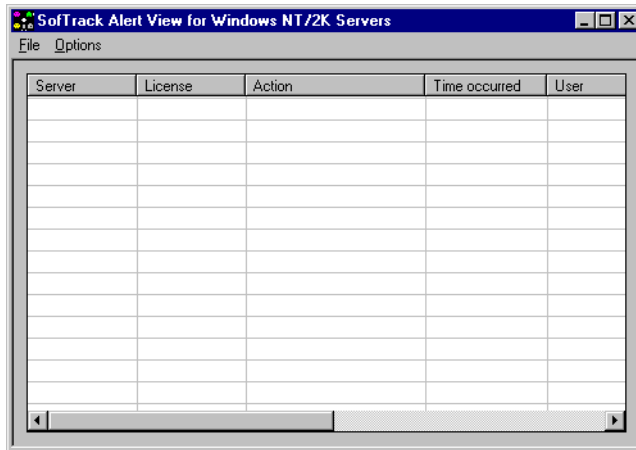 SofTrack Alert View for Windows NT/2K Servers
File Options
Server License Action Time occurred User